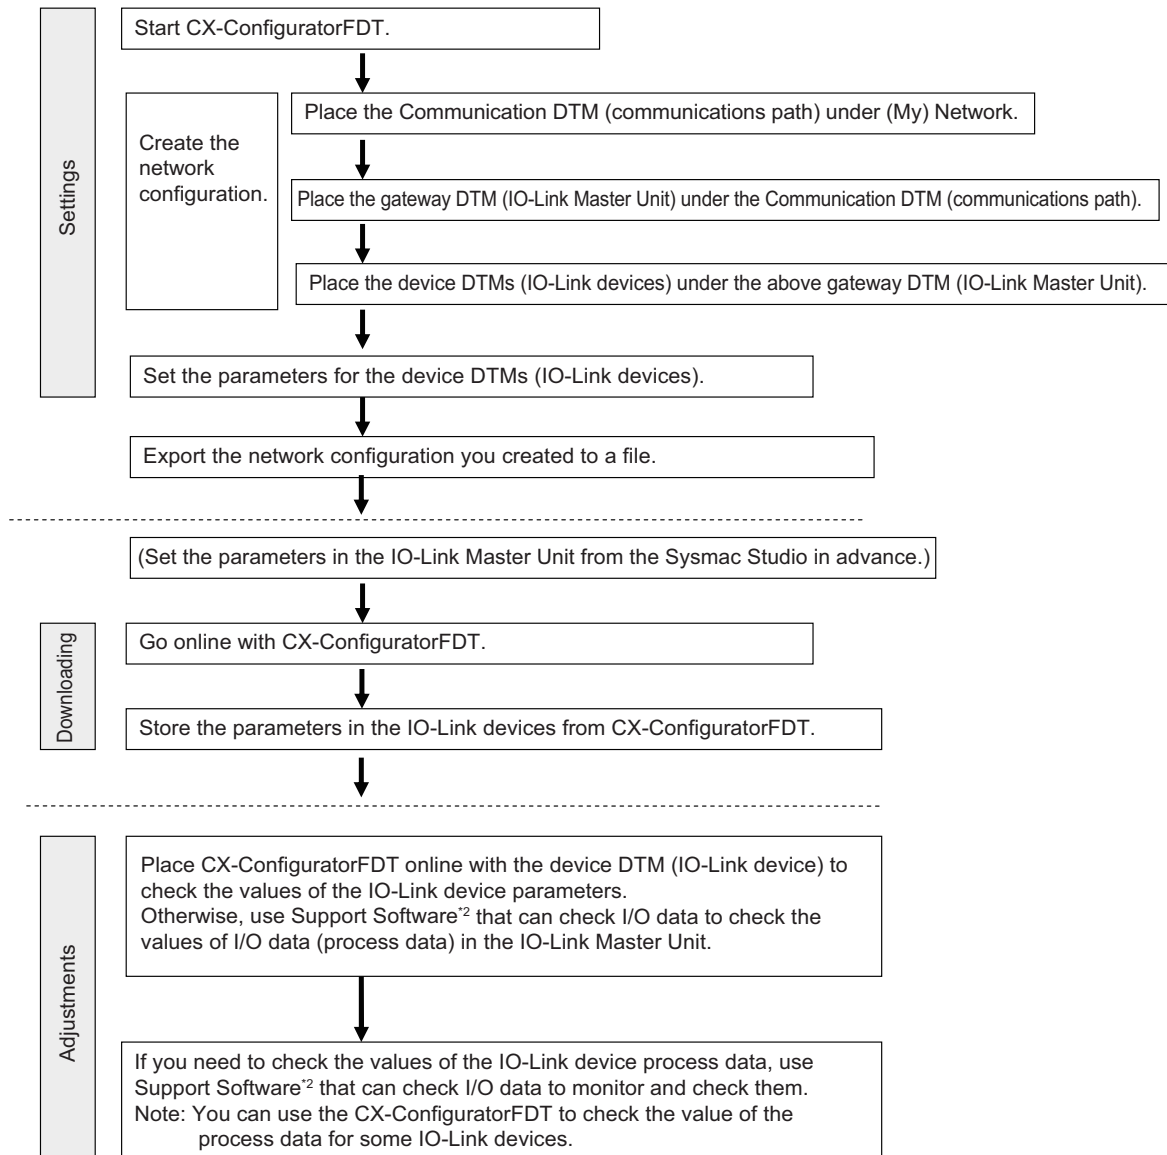 Settings
Start CX-ConfiguratorFDT.
Create the
network
configuration.
Place the Communication DTM (communications path) under (My) Network.
Place the gateway DTM (IO-Link Master Unit) under the Communication DTM (communications path).
Place the device DTMs (IO-Link devices) under the above gateway DTM (IO-Link Master Unit).
Set the parameters for the device DTMs (IO-Link devices).
Export the network configuration you created to a file.
(Set the parameters in the IO-Link Master Unit from the Sysmac Studio in advance.)
Downloading
Go online with CX-ConfiguratorFDT.
Store the parameters in the IO-Link devices from CX-ConfiguratorFDT.
Adjustments
Place CX-ConfiguratorFDT online with the device DTM (IO-Link device) to
check the values of the IO-Link device parameters.
Otherwise, use Support Software*2 that can check I/O data to check the
values of I/O data (process data) in the IO-Link Master Unit.
If you need to check the values of the IO-Link device process data, use
Support Software*2 that can check I/O data to monitor and check them.
Note: You can use the CX-ConfiguratorFDT to check the value of the
process data for some IO-Link devices.